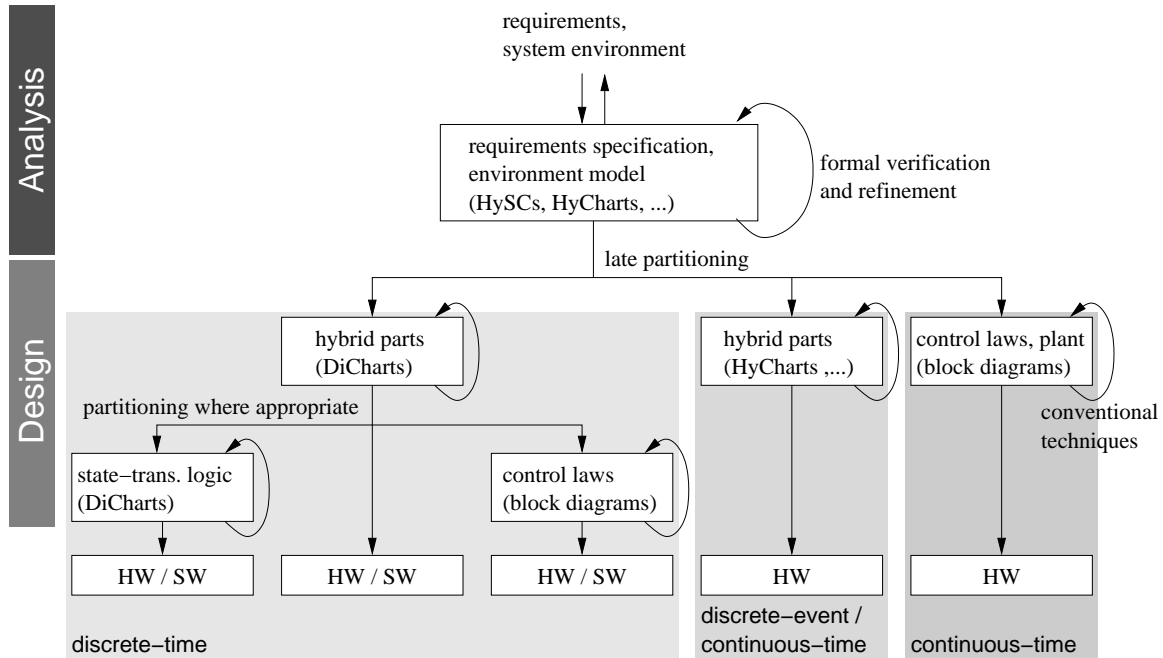 Analysis
requirements,
system environment
requirements specification,
environment model
(HySCs, HyCharts, ...)
formal verification
and refinement
late partitioning
Design
hybrid parts
(DiCharts)
hybrid parts
(HyCharts ,...)
control laws, plant
(block diagrams)
partitioning where appropriate
conventional
techniques
state−trans. logic
(DiCharts)
control laws
(block diagrams)
HW / SW
HW / SW
HW / SW
HW
HW
discrete−time
discrete−event /
continuous−time
continuous−time